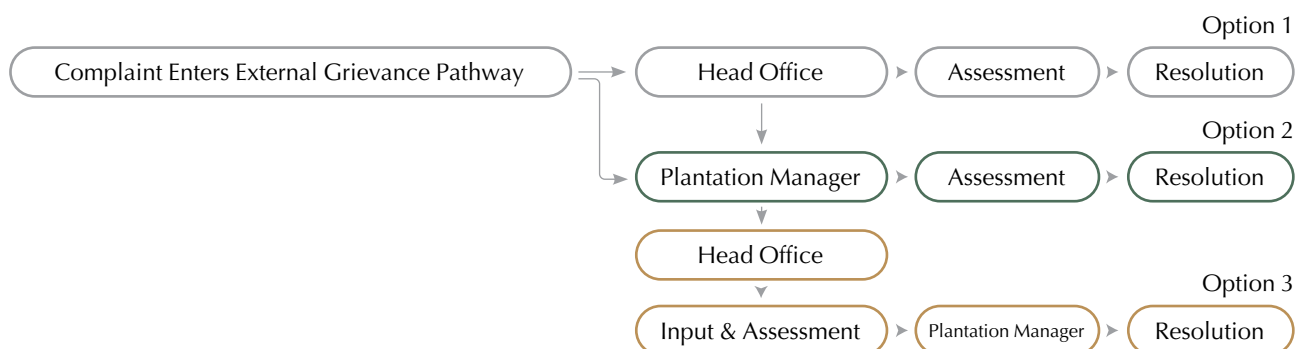 Option 1
Complaint Enters External Grievance Pathway
Head Office
Assessment
Resolution
Option 2
Plantation Manager
Assessment
Resolution
Head Office
Option 3
Input & Assessment
Plantation Manager
Resolution